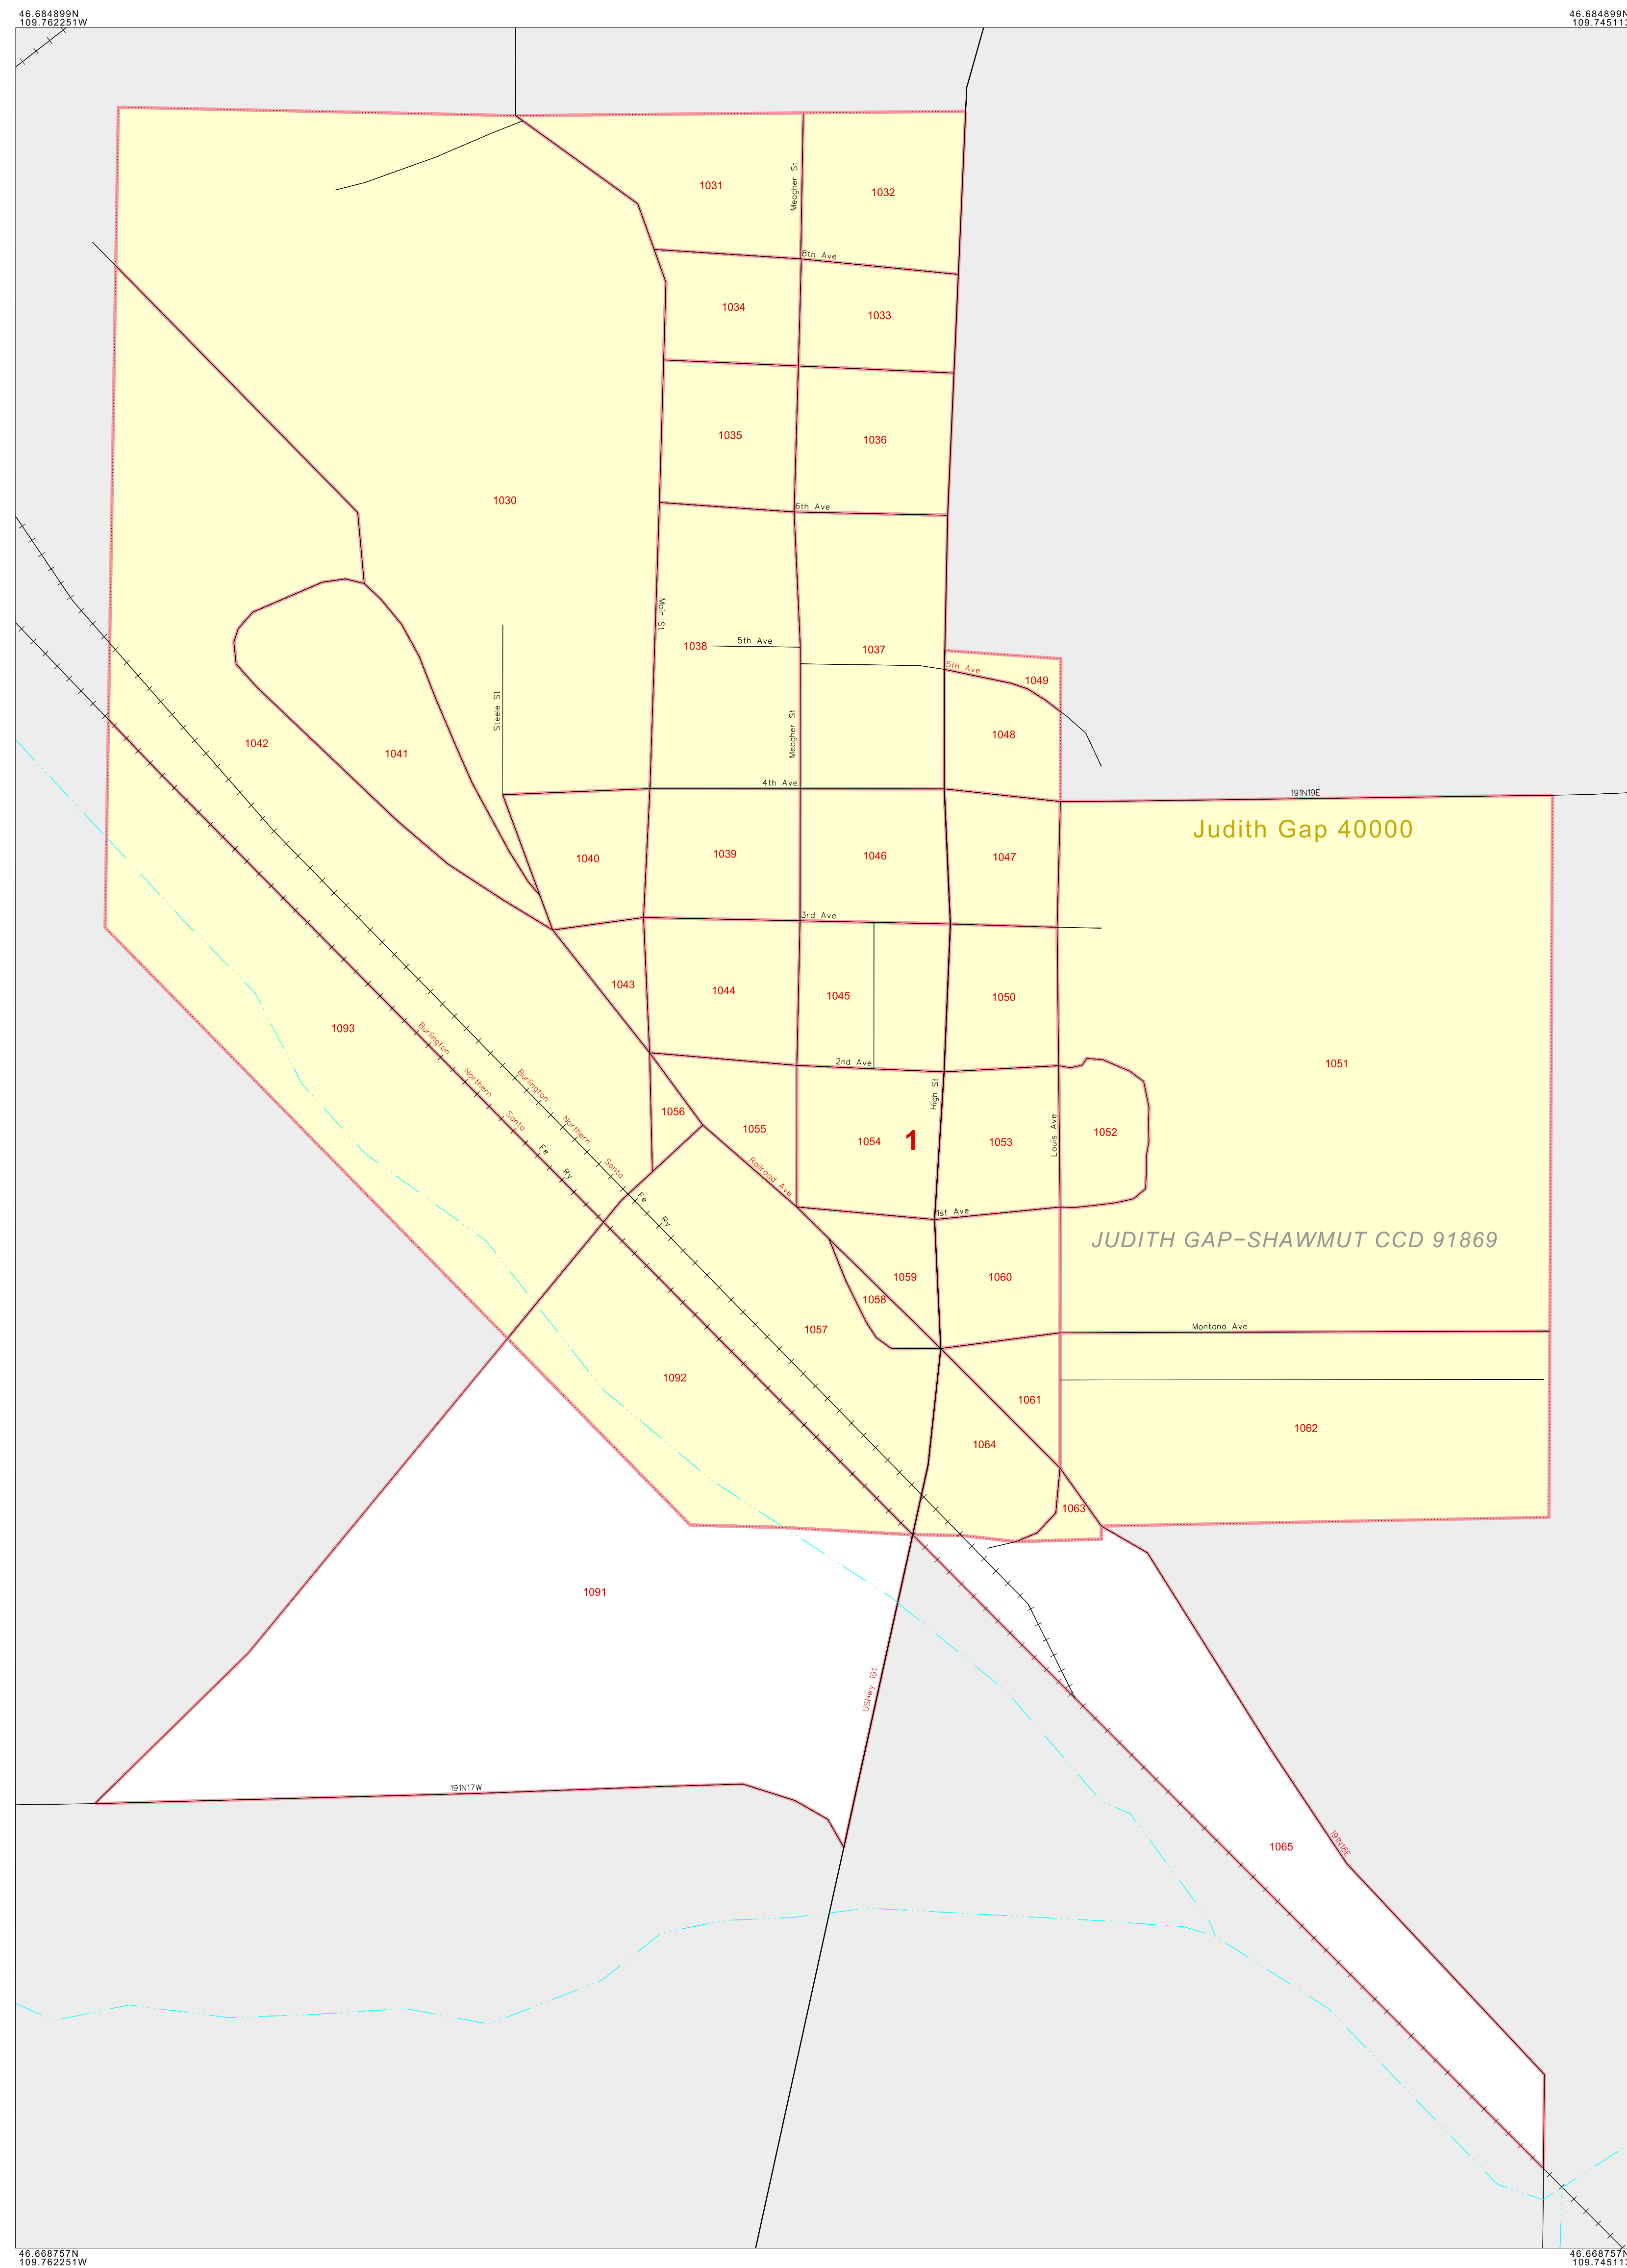 46.684899N
109.762251W
46.684899N
109.745113
1031
Meagher St
1032
8th Ave
1034
1033
1035
1036
1030
6th Ave
Main St
1038
5th Ave
1037
5th Ave
1049
Steele St
Meagher St
1048
1042
1041
4th Ave
191N19E
Judith Gap 40000
1040
1039
1046
1047
3rd Ave
1043
1044
1045
1050
1093
Burlington Northern Santa Fe Ry
Burlington Northern Santa Fe Ry
2nd Ave
1051
High St
Louis Ave
1056
1055
1054
1
1053
1052
Railroad Ave
1st Ave
JUDITH GAP-SHAWMUT CCD 91869
1059
1060
1058
1057
Montana Ave
1092
1061
1062
1064
1063
1091
USHwy 191
191N17W
1065
191N18E
46.668757N
109.762251W
46.668757N
109.745113